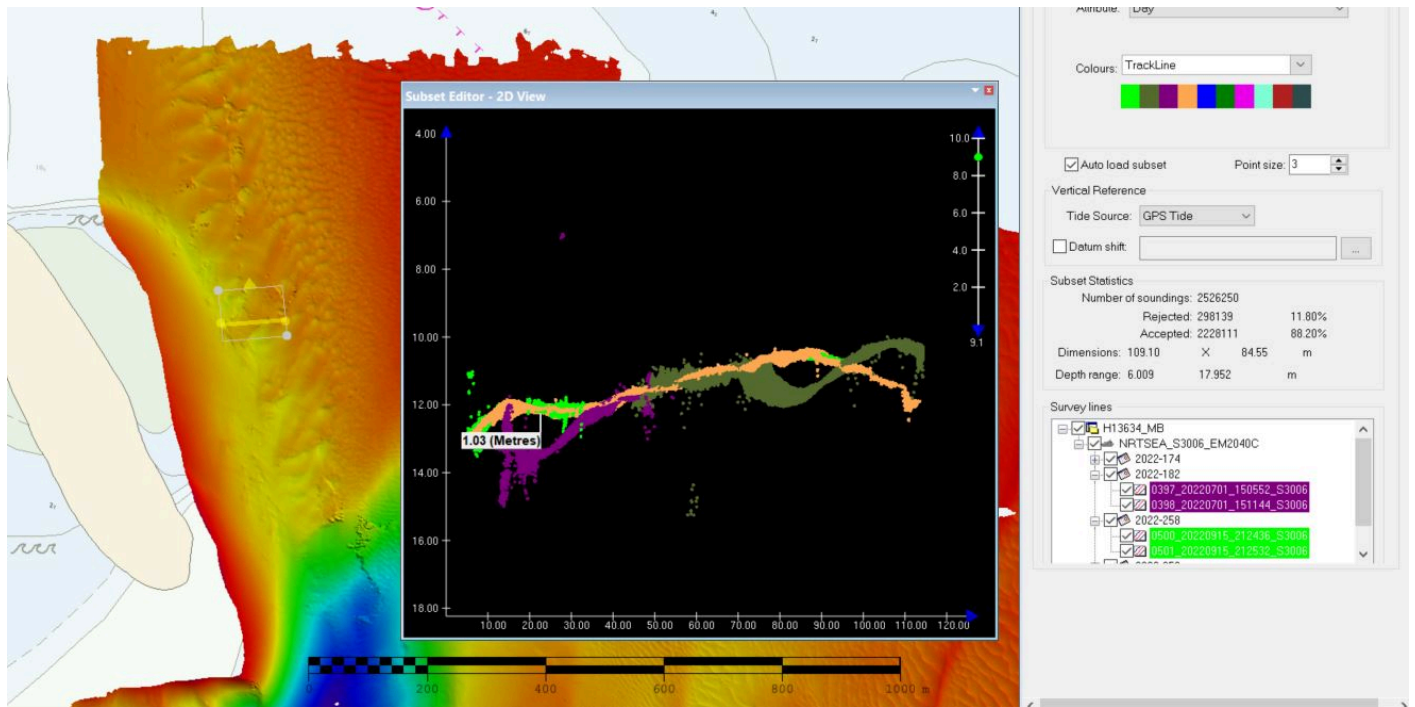 Attribute: Day
Subset Editor - 2D View
Colours: TrackLine
4.00
6.00
8.00
10.00
12.00
14.00
16.00
18.00
10.0
8.0
6.0
4.0
2.0
9.1
1.03 (Metres)
10.00 20.00 30.00 40.00 50.00 60.00 70.00 80.00 90.00 100.00 110.00 120.00
0 200 400 600 800 1000 m
Auto load subset Point size: 3
Vertical Reference
Tide Source: GPS Tide
Datum shift: ...
Subset Statistics
Number of soundings: 2526250
Rejected: 298139 11.80%
Accepted: 2228111 88.20%
Dimensions: 109.10 X 84.55 m
Depth range: 6.009 17.952 m
Survey lines
H13634_MB
NRTSEA_S3006_EM2040C
2022-174
2022-182
0397_20220701_150552_S3006
0398_20220701_151144_S3006
2022-258
0500_20220915_212436_S3006
0501_20220915_212532_S3006